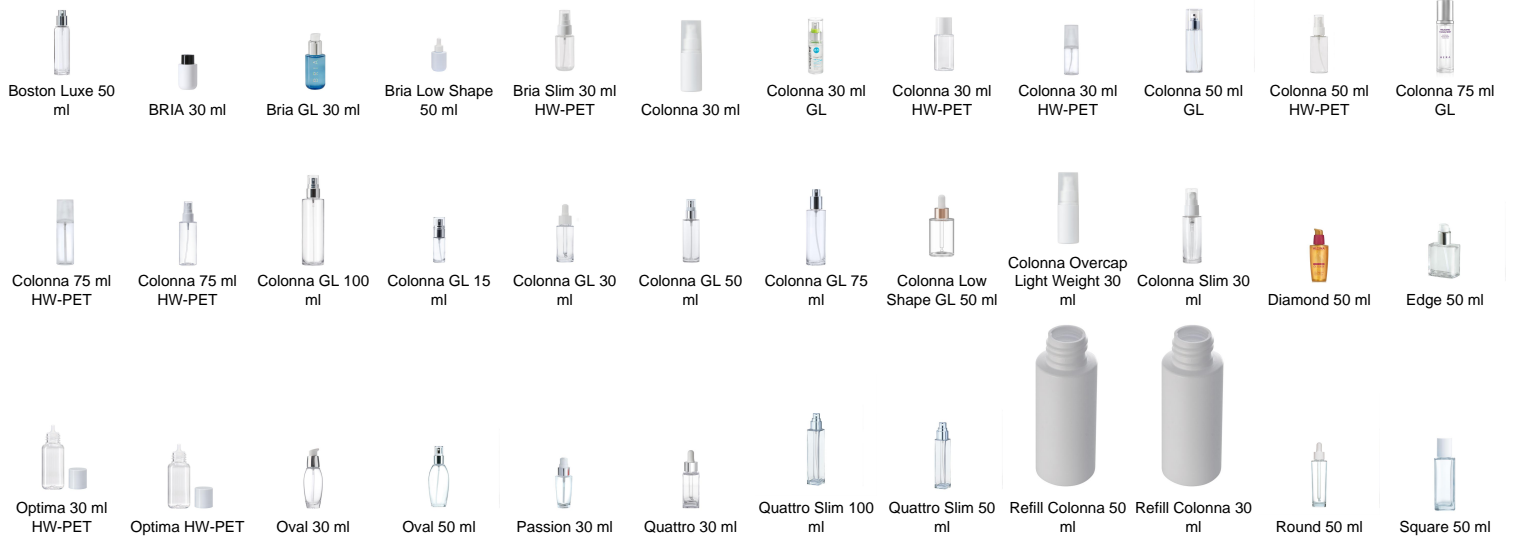 Boston Luxe 50
ml
BRIA 30 ml
Bria GL 30 ml
Bria Low Shape
50 ml
Bria Slim 30 ml
HW-PET
Colonna 30 ml
Colonna 30 ml
GL
Colonna 30 ml
HW-PET
Colonna 30 ml
HW-PET
Colonna 50 ml
GL
Colonna 50 ml
HW-PET
Colonna 75 ml
GL
Colonna 75 ml
HW-PET
Colonna 75 ml
HW-PET
Colonna GL 100
ml
Colonna GL 15
ml
Colonna GL 30
ml
Colonna GL 50
ml
Colonna GL 75
ml
Colonna Low
Shape GL 50 ml
Colonna Overcap
Light Weight 30
ml
Colonna Slim 30
ml
Diamond 50 ml
Edge 50 ml
Optima 30 ml
HW-PET
Optima HW-PET
Oval 30 ml
Oval 50 ml
Passion 30 ml
Quattro 30 ml
Quattro Slim 100
ml
Quattro Slim 50
ml
Refill Colonna 50
ml
Refill Colonna 30
ml
Round 50 ml
Square 50 ml